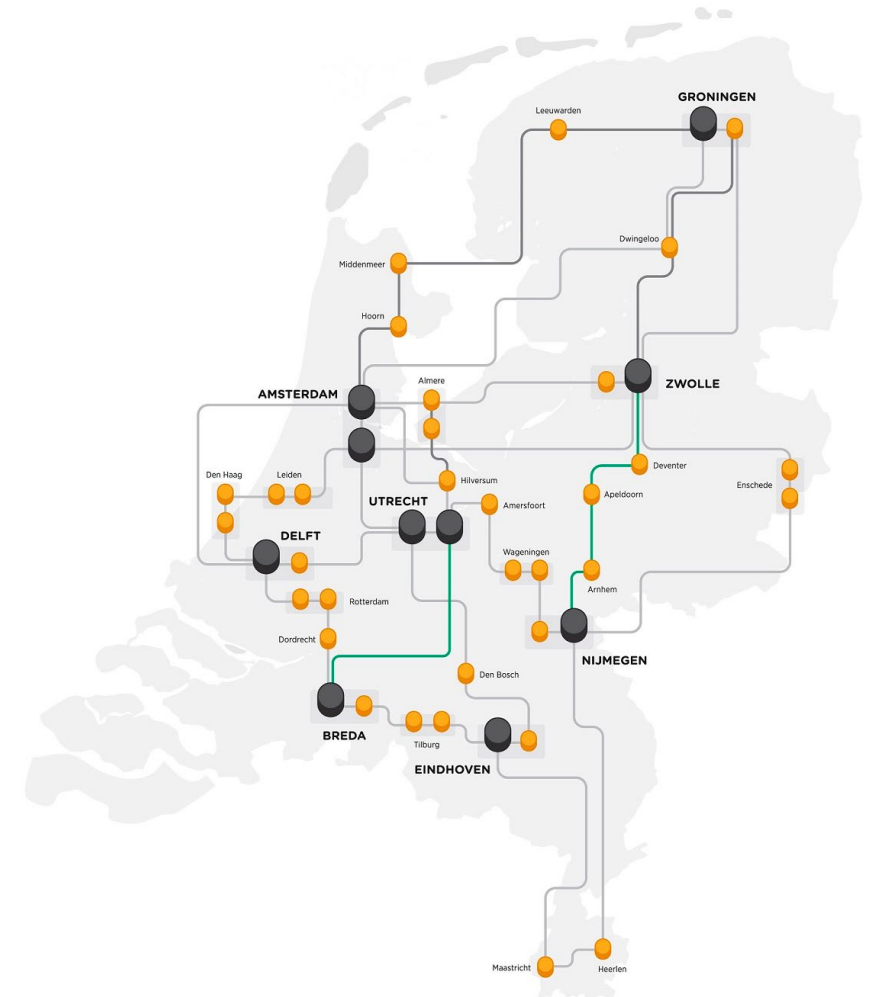 GRONINGEN
Leeuwarden
Dwingeloo
Middenmeer
Hoorn
Almere
AMSTERDAM
ZWOLLE
Den Haag
Leiden
Hilversum
Deventer
Enschede
Apeldoorn
UTRECHT
Amersfoort
DELFT
Wageningen
Arnhem
Rotterdam
Dordrecht
NIJMEGEN
Den Bosch
BREDA
Tilburg
EINDHOVEN
Maastricht
Heerlen